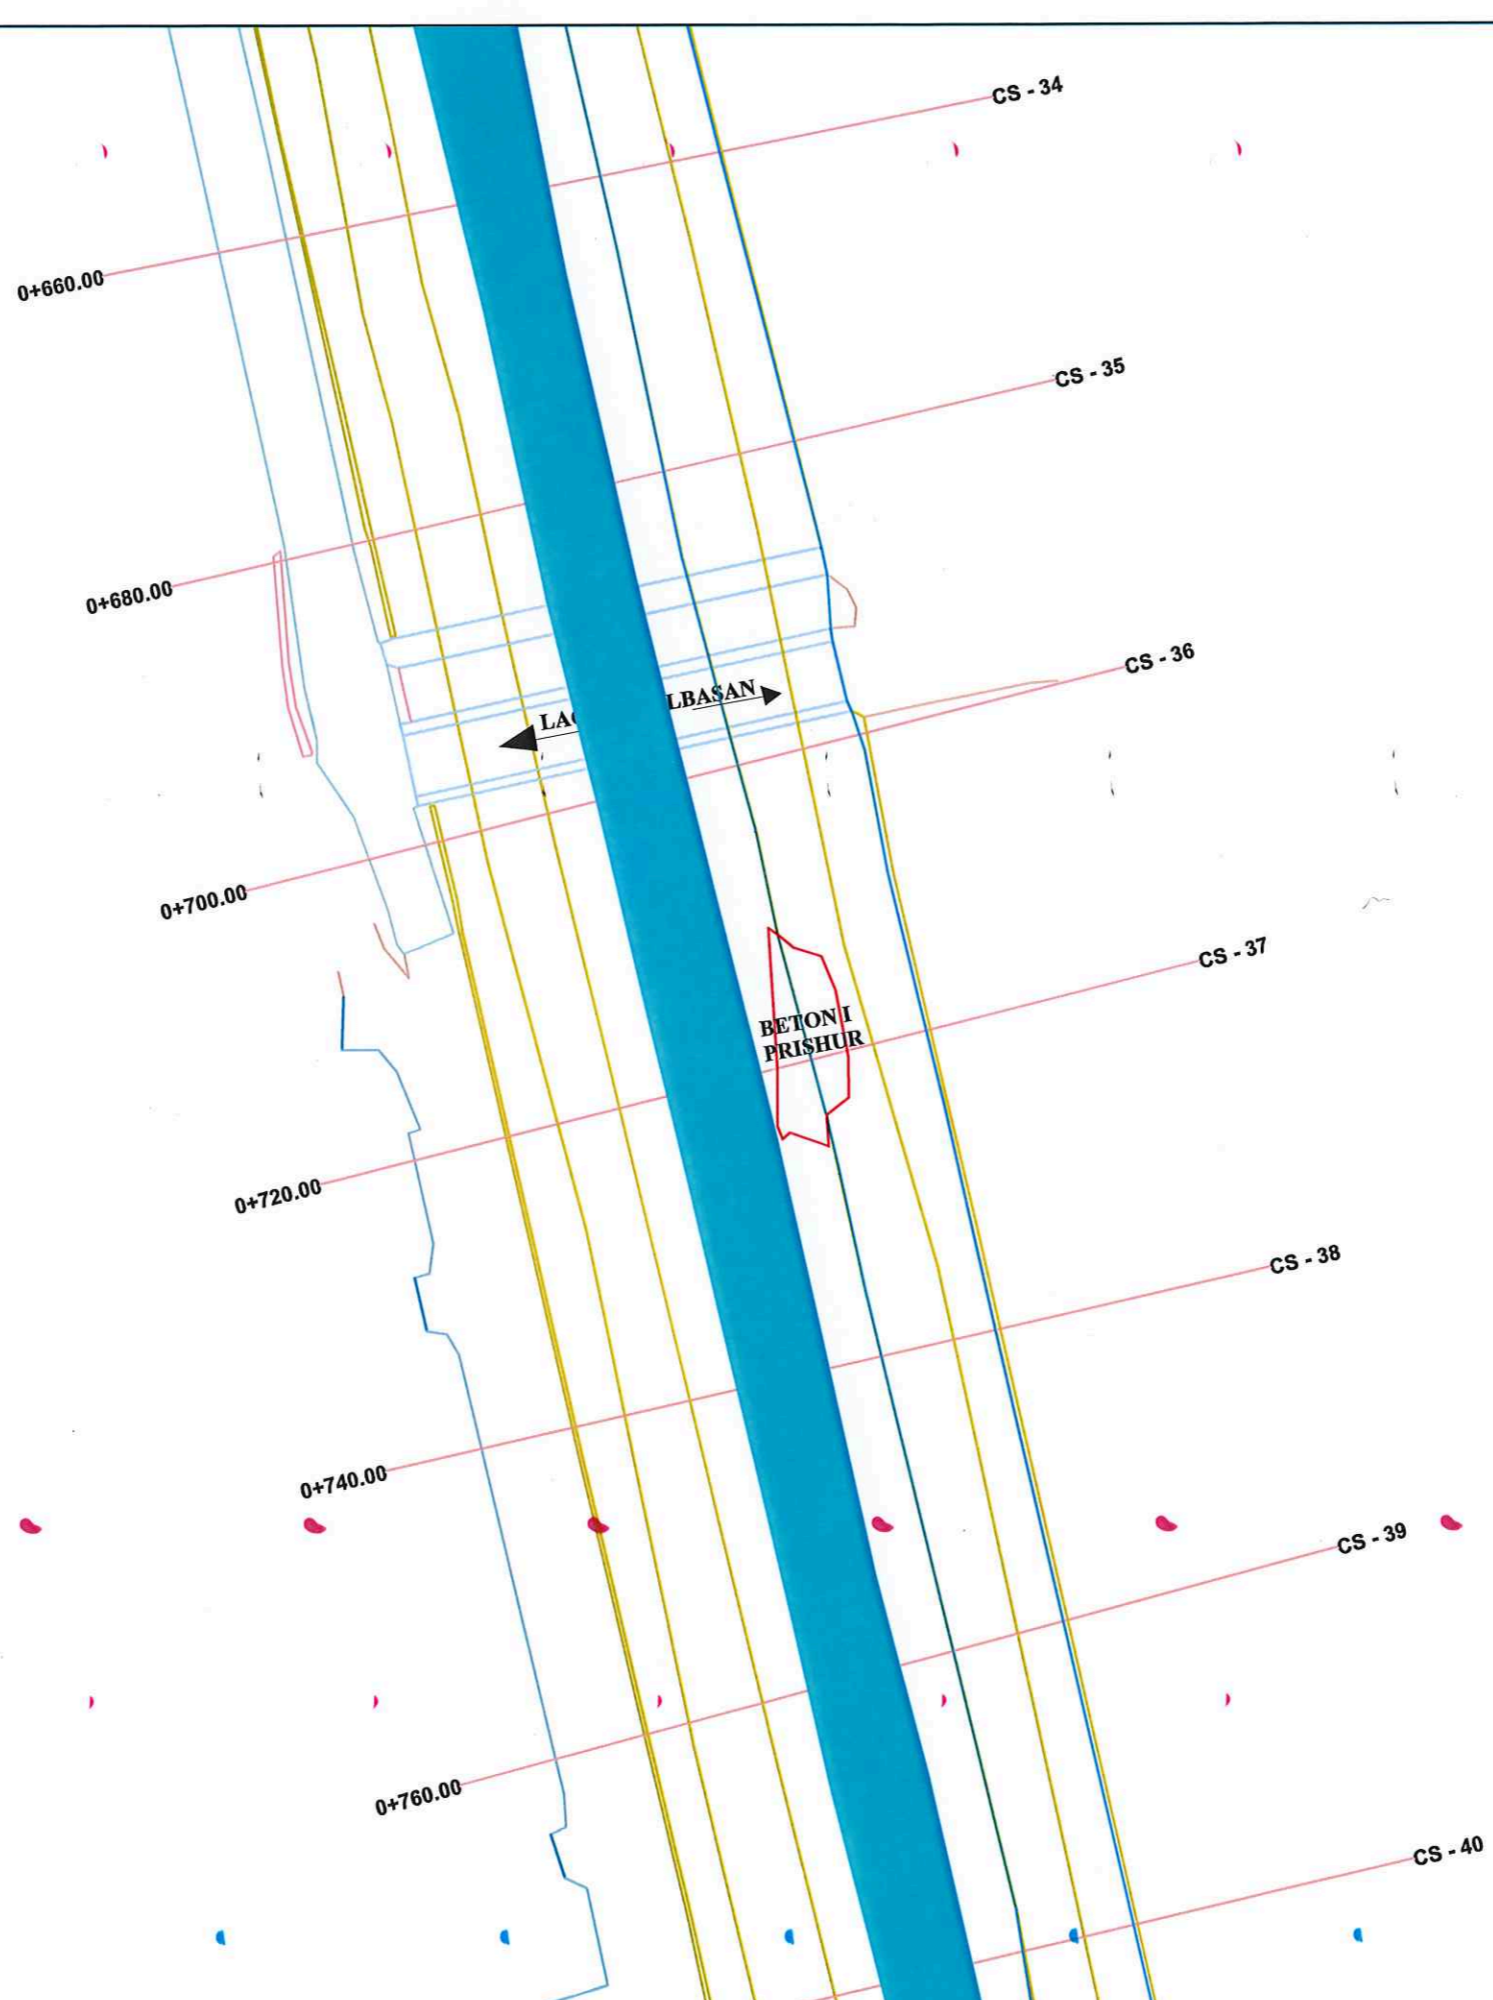 CS - 34
0+660.00
CS - 35
0+680.00
CS - 36
LBASAN
0+700.00
CS - 37
BETON I
PRISHUR
0+720.00
CS - 38
0+740.00
CS - 39
0+760.00
CS - 40